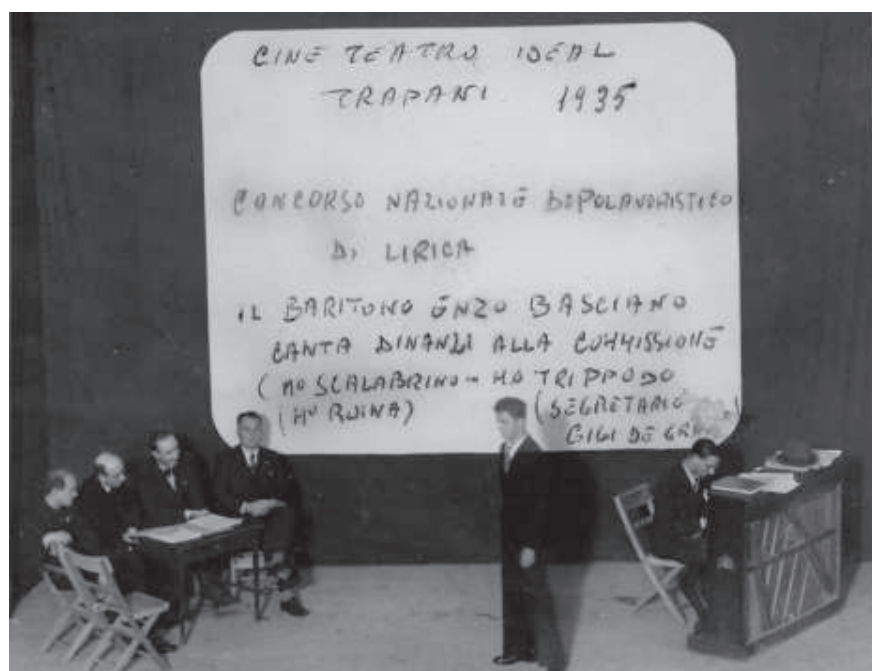 CINE TEATRO IDEAL
TRAPANI 1935
CONCORSO NAZIONALE DOPOLAVORISTICO
DI LIRICA
IL BARITONO ENZO BASCIANO
CANTA DINANZI ALLA COMMISSIONE
(Mº SCALABRINO - Mº TRIPPODO
(Mº RUINA) (SEGRETARIO
GIGI DE